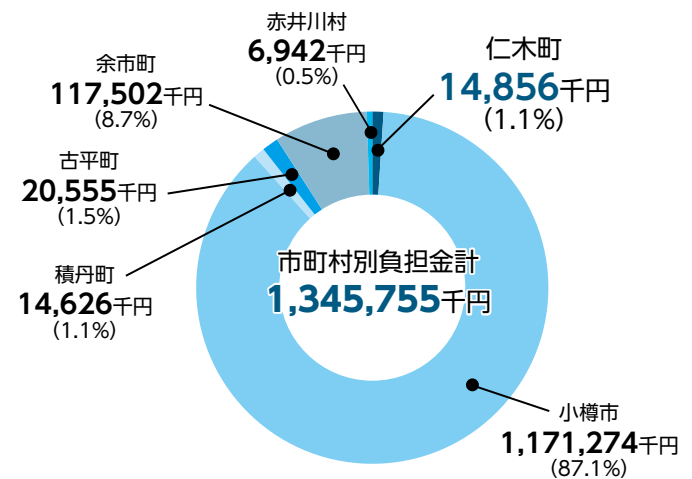 赤井川村
6,942千円
(0.5%)
仁木町
14,856千円
(1.1%)
余市町
117,502千円
(8.7%)
古平町
20,555千円
(1.5%)
積丹町
14,626千円
(1.1%)
市町村別負担金計
1,345,755千円
小樽市
1,171,274千円
(87.1%)